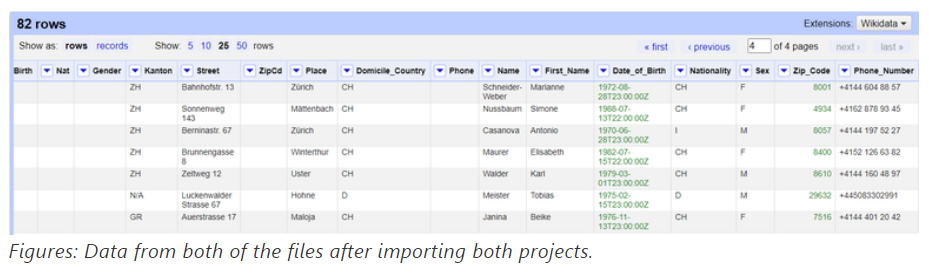 82 rows Extensions: Wikidata
Show as: rows records Show: 5 10 25 50 rows « first ‹ previous 4 of 4 pages next › last »
Birth Nat Gender Kanton Street ZipCd Place Domicile_Country Phone Name First_Name Date_of_Birth Nationality Sex Zip_Code Phone_Number
ZH Bahnhofstr. 13 Zürich CH Schneider- Marianne 1972-08- CH F 8001 +4144 604 88 57
Weber 28T23:00:00Z
ZH Sonnenweg Mättenbach CH Nussbaum Simone 1988-07- CH F 4934 +4162 878 93 45
143 13T22:00:00Z
ZH Berninastr. 67 Zürich CH Casanova Antonio 1970-06- I M 8057 +4144 197 52 27
28T23:00:00Z
ZH Brunnengasse Winterthur CH Maurer Elisabeth 1982-07- CH F 8400 +4152 126 63 82
8 15T22:00:00Z
ZH Zeltweg 12 Uster CH Walder Karl 1979-03- CH M 8610 +4144 160 48 97
01T23:00:00Z
N/A Luckenwalder Hohne D Meister Tobias 1975-02- D M 29632 +445083302991
Strasse 67 15T23:00:00Z
GR Auerstrasse 17 Maloja CH Janina Beike 1976-11- CH F 7516 +4144 401 20 42
13T23:00:00Z
Figures: Data from both of the files after importing both projects.